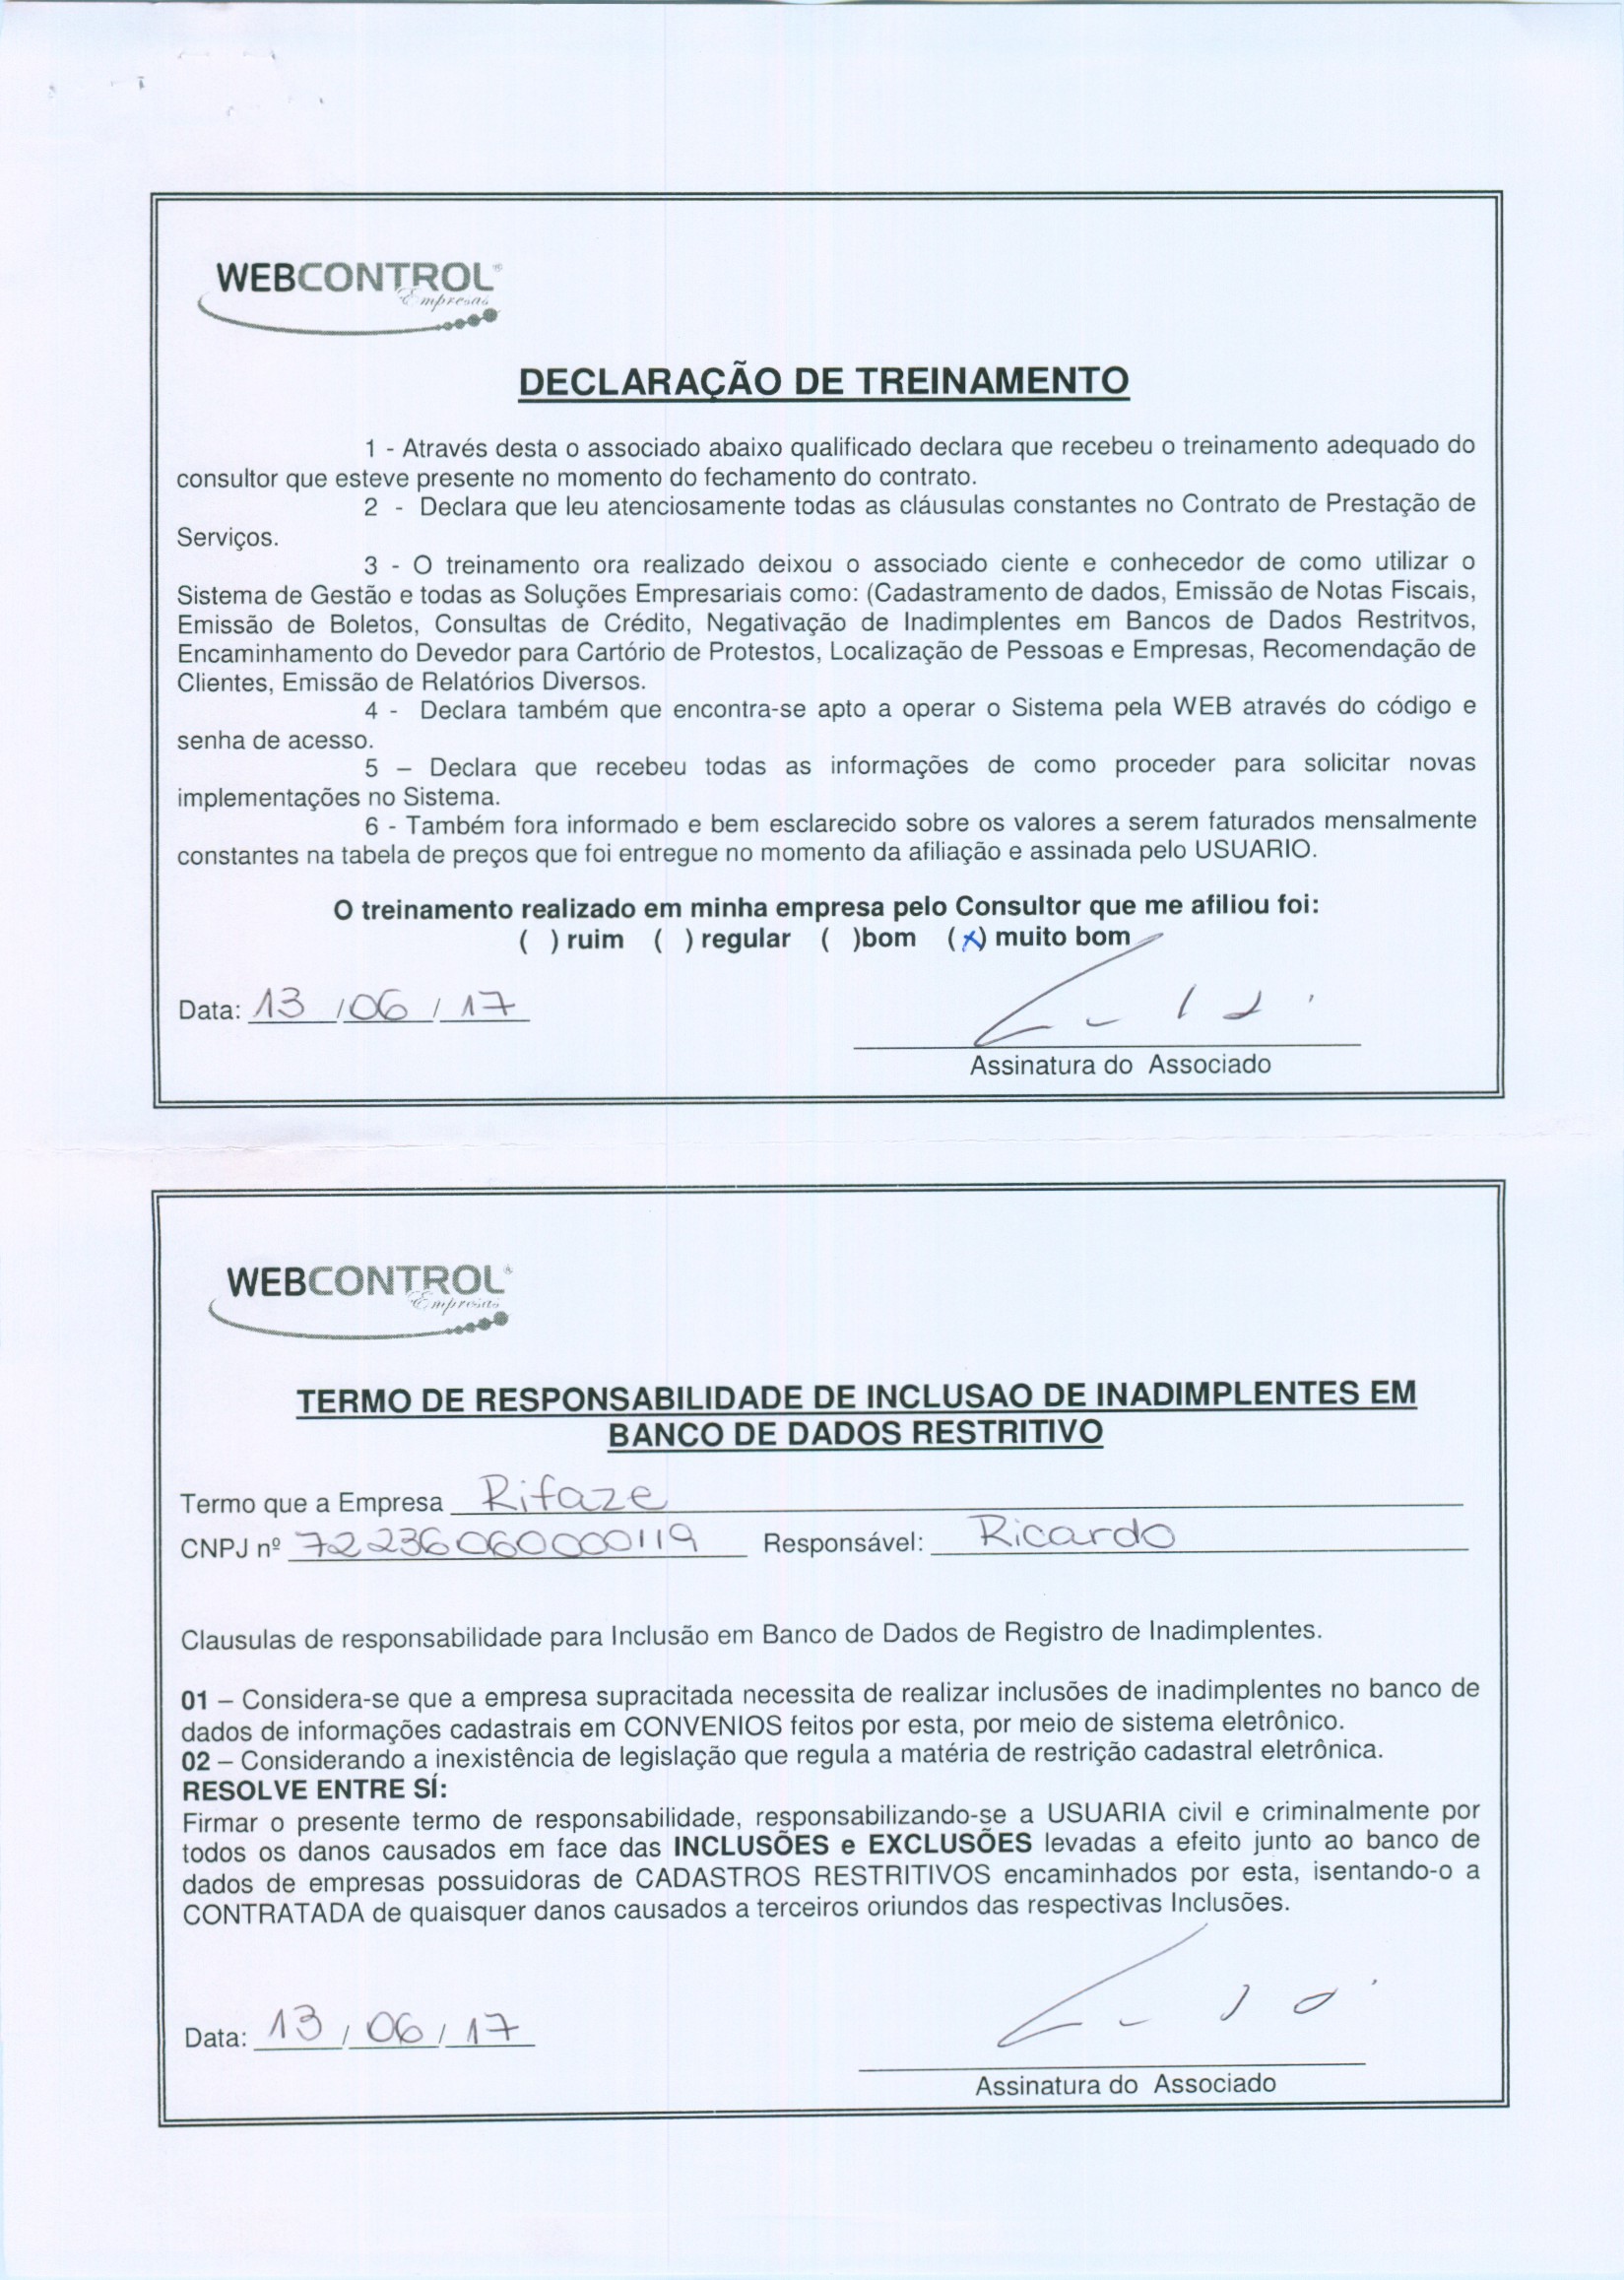 WEBCONTROL®
Empresas
DECLARAÇÃO DE TREINAMENTO
1 - Através desta o associado abaixo qualificado declara que recebeu o treinamento adequado do
consultor que esteve presente no momento do fechamento do contrato.
2 - Declara que leu atenciosamente todas as cláusulas constantes no Contrato de Prestação de
Serviços.
3 - O treinamento ora realizado deixou o associado ciente e conhecedor de como utilizar o
Sistema de Gestão e todas as Soluções Empresariais como: (Cadastramento de dados, Emissão de Notas Fiscais,
Emissão de Boletos, Consultas de Crédito, Negativação de Inadimplentes em Bancos de Dados Restritvos,
Encaminhamento do Devedor para Cartório de Protestos, Localização de Pessoas e Empresas, Recomendação de
Clientes, Emissão de Relatórios Diversos.
4 - Declara também que encontra-se apto a operar o Sistema pela WEB através do código e
senha de acesso.
5 – Declara que recebeu todas as informações de como proceder para solicitar novas
implementações no Sistema.
6 - Também fora informado e bem esclarecido sobre os valores a serem faturados mensalmente
constantes na tabela de preços que foi entregue no momento da afiliação e assinada pelo USUARIO.
O treinamento realizado em minha empresa pelo Consultor que me afiliou foi:
( ) ruim ( ) regular ( )bom (x) muito bom
Data: 13 / 06 / 17
Assinatura do Associado
WEBCONTROL®
Empresas
TERMO DE RESPONSABILIDADE DE INCLUSAO DE INADIMPLENTES EM
BANCO DE DADOS RESTRITIVO
Termo que a Empresa Rifaze
CNPJ nº 72236060000119 Responsável: Ricardo
Clausulas de responsabilidade para Inclusão em Banco de Dados de Registro de Inadimplentes.
01 – Considera-se que a empresa supracitada necessita de realizar inclusões de inadimplentes no banco de
dados de informações cadastrais em CONVENIOS feitos por esta, por meio de sistema eletrônico.
02 – Considerando a inexistência de legislação que regula a matéria de restrição cadastral eletrônica.
RESOLVE ENTRE SÍ:
Firmar o presente termo de responsabilidade, responsabilizando-se a USUARIA civil e criminalmente por
todos os danos causados em face das INCLUSÕES e EXCLUSÕES levadas a efeito junto ao banco de
dados de empresas possuidoras de CADASTROS RESTRITIVOS encaminhados por esta, isentando-o a
CONTRATADA de quaisquer danos causados a terceiros oriundos das respectivas Inclusões.
Data: 13 / 06 / 17
Assinatura do Associado